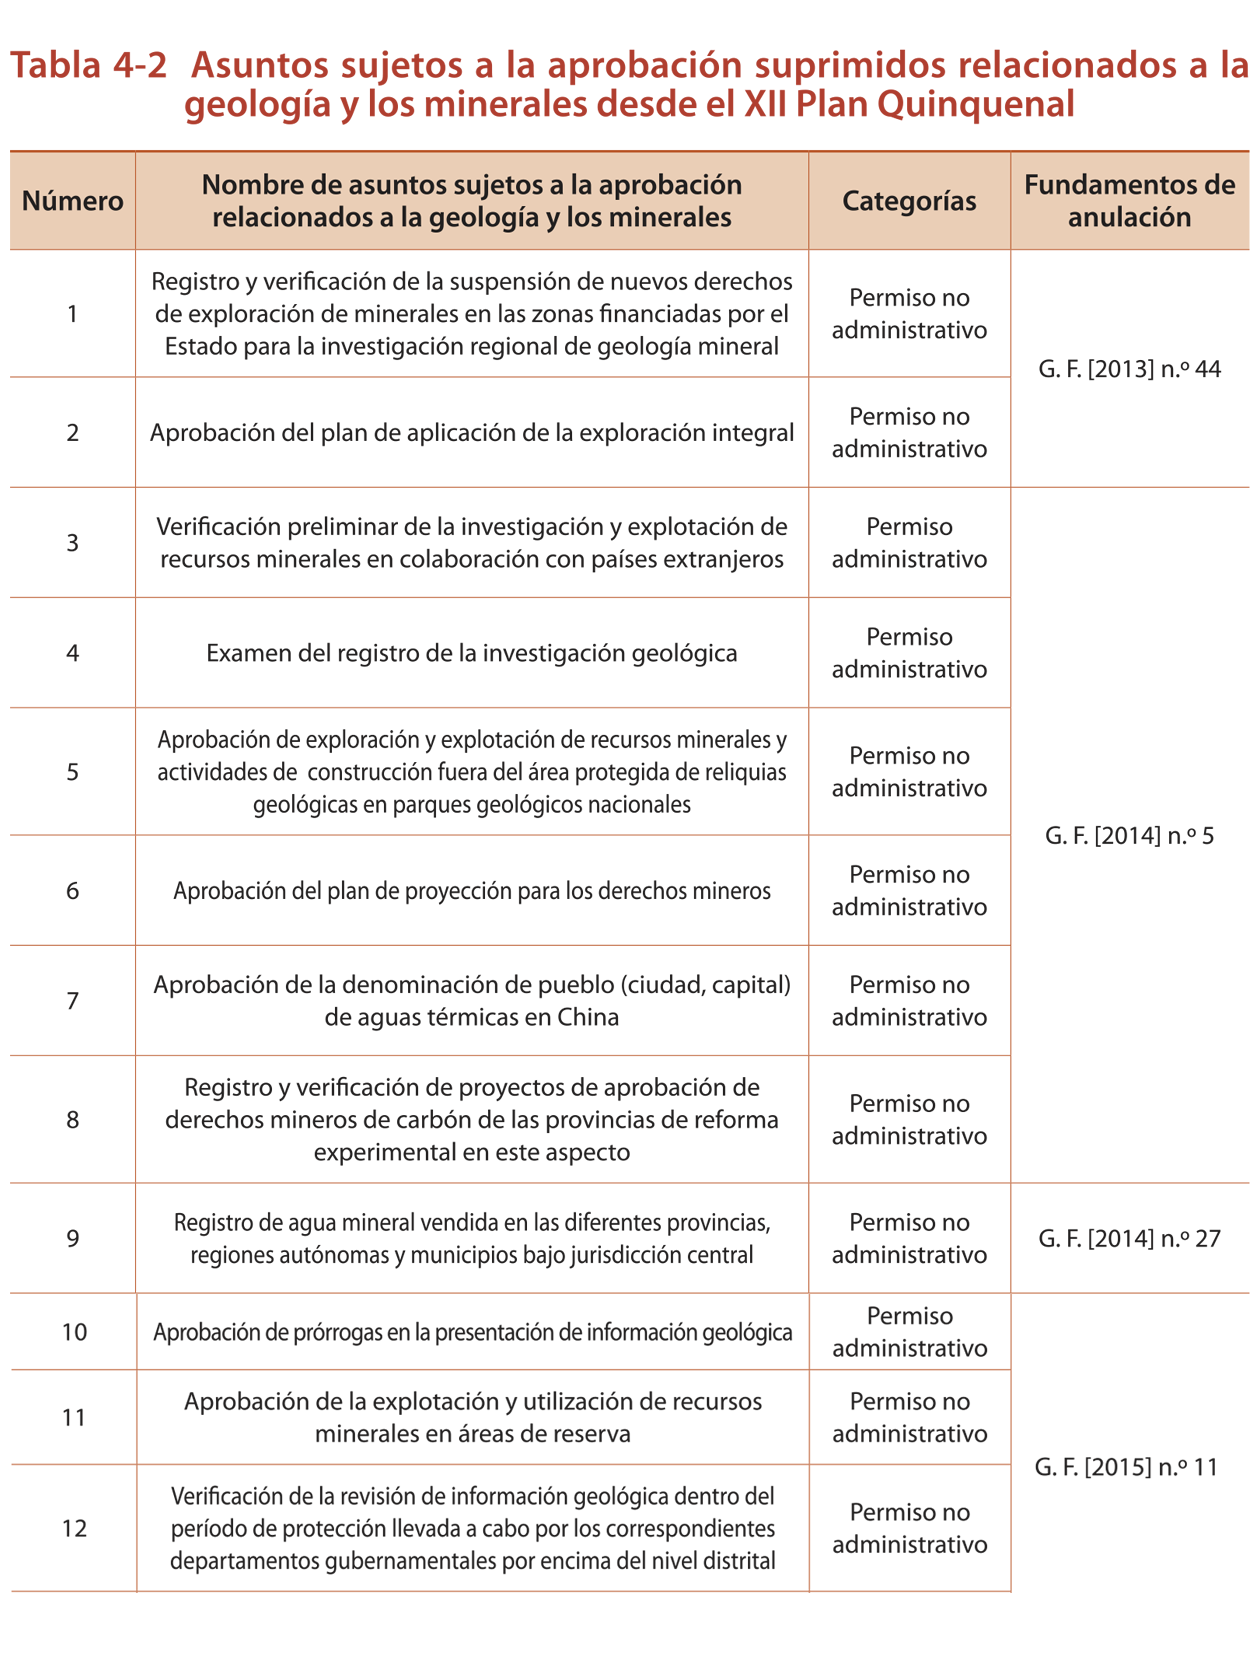 Tabla 4-2 Asuntos sujetos a la aprobación suprimidos relacionados a la
geología y los minerales desde el XII Plan Quinquenal
Número
Nombre de asuntos sujetos a la aprobación
relacionados a la geología y los minerales
Categorías
Fundamentos de
anulación
1
Registro y verificación de la suspensión de nuevos derechos
de exploración de minerales en las zonas financiadas por el
Estado para la investigación regional de geología mineral
Permiso no
administrativo
G. F. [2013] n.º 44
2
Aprobación del plan de aplicación de la exploración integral
Permiso no
administrativo
3
Verificación preliminar de la investigación y explotación de
recursos minerales en colaboración con países extranjeros
Permiso
administrativo
G. F. [2014] n.º 5
4
Examen del registro de la investigación geológica
Permiso
administrativo
5
Aprobación de exploración y explotación de recursos minerales y
actividades de construcción fuera del área protegida de reliquias
geológicas en parques geológicos nacionales
Permiso no
administrativo
6
Aprobación del plan de proyección para los derechos mineros
Permiso no
administrativo
7
Aprobación de la denominación de pueblo (ciudad, capital)
de aguas térmicas en China
Permiso no
administrativo
8
Registro y verificación de proyectos de aprobación de
derechos mineros de carbón de las provincias de reforma
experimental en este aspecto
Permiso no
administrativo
9
Registro de agua mineral vendida en las diferentes provincias,
regiones autónomas y municipios bajo jurisdicción central
Permiso no
administrativo
G. F. [2014] n.º 27
10
Aprobación de prórrogas en la presentación de información geológica
Permiso
administrativo
G. F. [2015] n.º 11
11
Aprobación de la explotación y utilización de recursos
minerales en áreas de reserva
Permiso no
administrativo
12
Verificación de la revisión de información geológica dentro del
período de protección llevada a cabo por los correspondientes
departamentos gubernamentales por encima del nivel distrital
Permiso no
administrativo